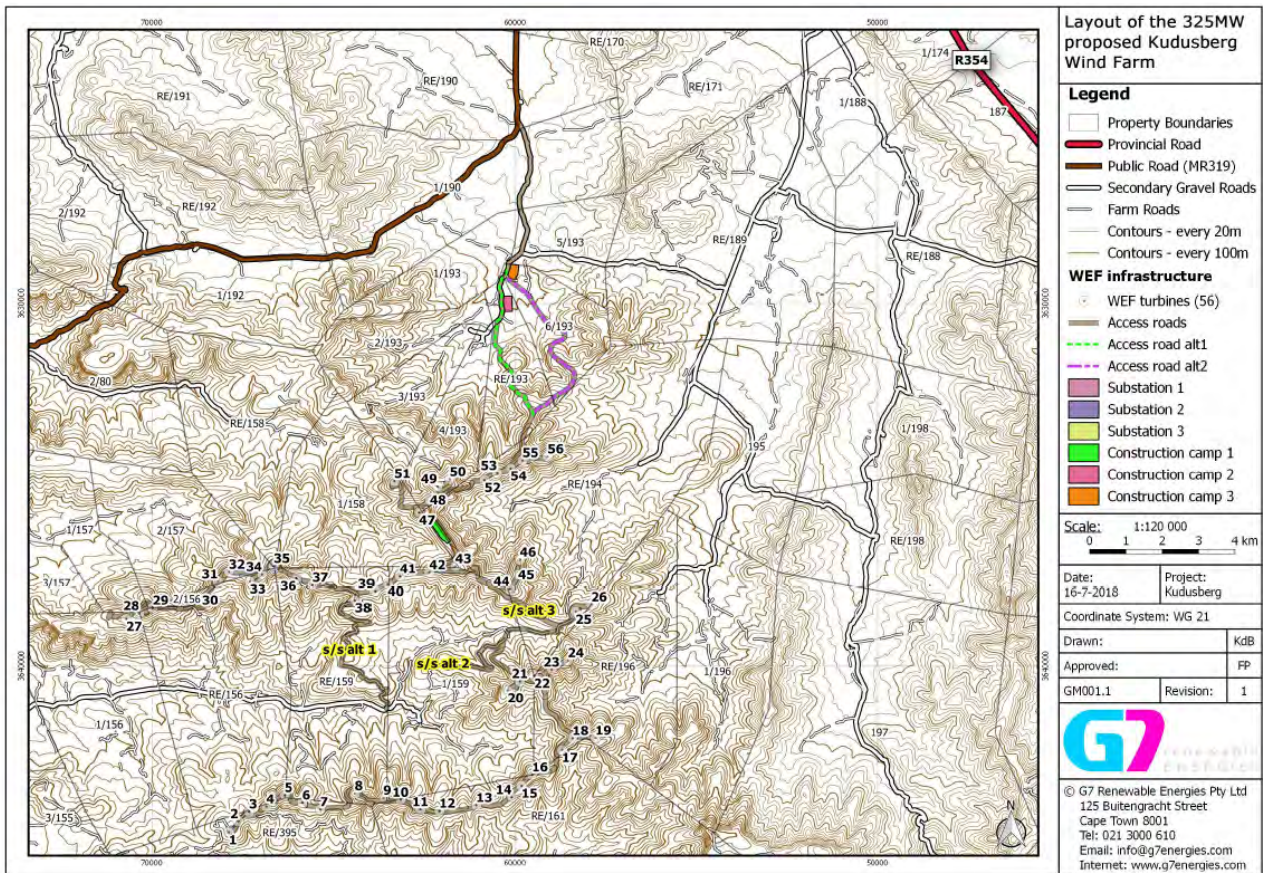 70000
60000
50000
RE/170
1/174
R354
RE/190
RE/191
RE/171
1/188
187
1/190
2/192
RE/192
5/193
RE/189
RE/188
1/193
1/192
3630000
3630000
6/193
2/193
RE/193
2/80
3/193
RE/158
4/193
1/198
195
55
56
53
54
51
49
50
52
RE/194
48
1/158
47
1/157
2/157
RE/198
46
43
45
35
32
34
42
41
31
33
36
37
39
40
44
3/157
2/156
30
29
28
27
38
26
s/s alt 3
25
s/s alt 1
s/s alt 2
24
23
21
22
RE/196
1/196
3640000
3640000
RE/159
1/159
20
RE/156
1/156
18
19
17
16
197
8
5
9
10
14
15
4
6
7
3
11
12
13
2
1
3/155
RE/395
RE/161
N
70000
60000
50000
Layout of the 325MW
proposed Kudusberg
Wind Farm
Legend
Property Boundaries
Provincial Road
Public Road (MR319)
Secondary Gravel Roads
Farm Roads
Contours - every 20m
Contours - every 100m
WEF infrastructure
WEF turbines (56)
Access roads
Access road alt1
Access road alt2
Substation 1
Substation 2
Substation 3
Construction camp 1
Construction camp 2
Construction camp 3
Scale: 1:120 000
0 1 2 3 4 km
Date: Project:
16-7-2018 Kudusberg
Coordinate System: WG 21
Drawn: KdB
Approved: FP
GM001.1 Revision: 1
G7
renewable
energies
© G7 Renewable Energies Pty Ltd
125 Buitengracht Street
Cape Town 8001
Tel: 021 3000 610
Email: info@g7energies.com
Internet: www.g7energies.com